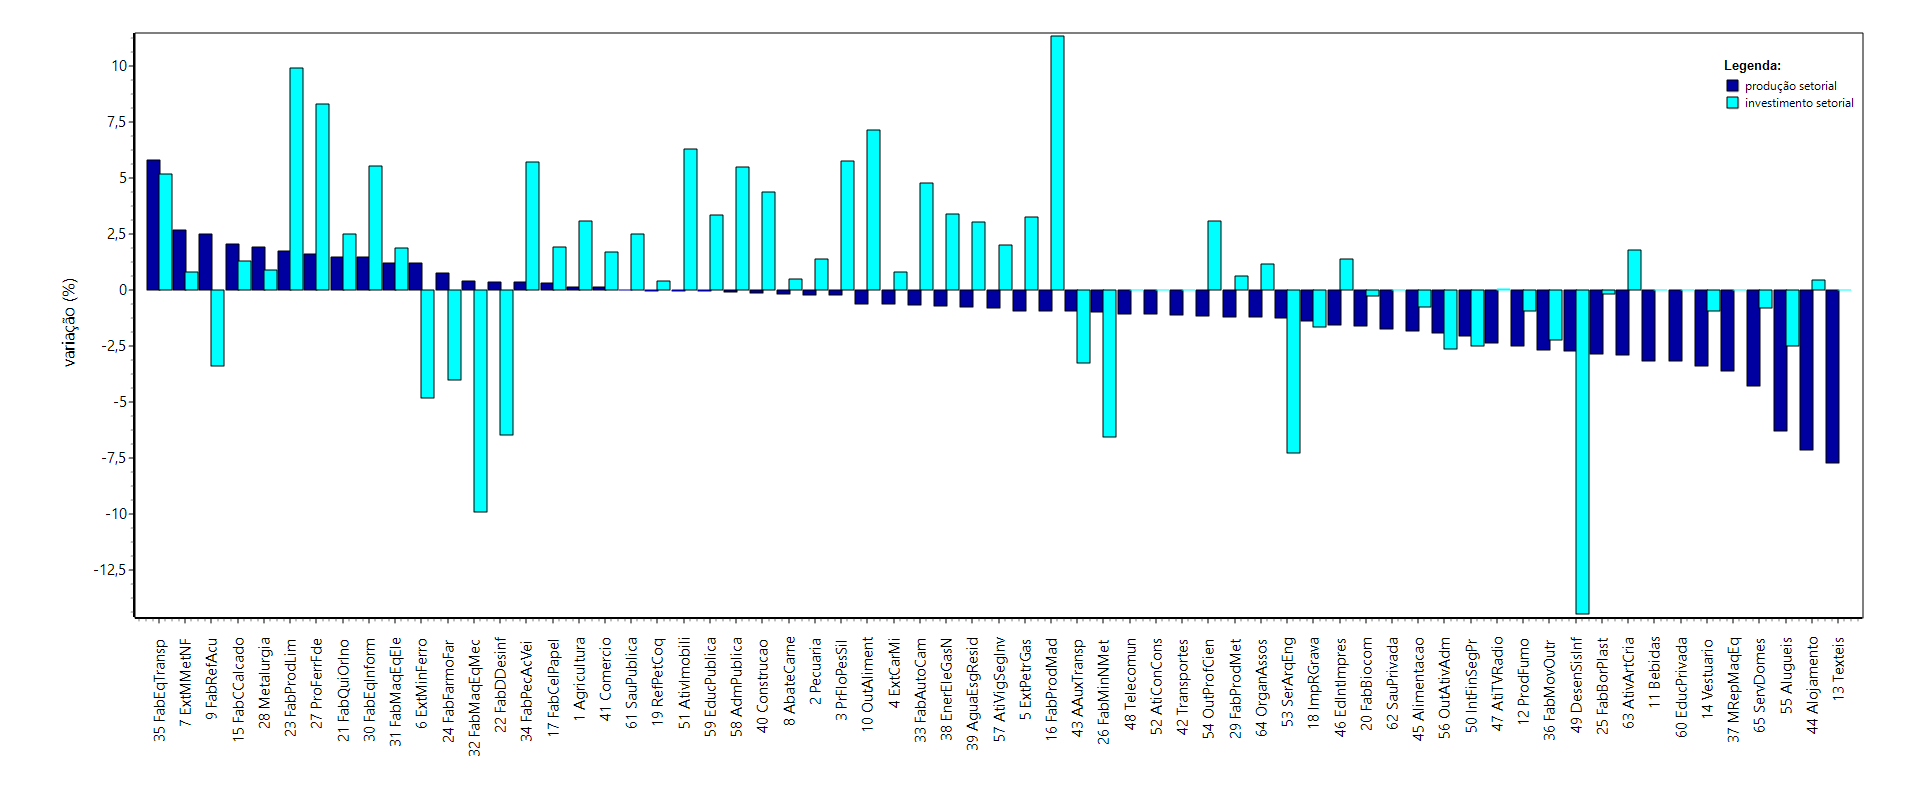 Legenda:
produção setorial
investimento setorial
variação (%)
10
7,5
5
2,5
0
-2,5
-5
-7,5
-10
-12,5
35 FabEqTransp
7 ExtMMetNF
9 FabRefAcu
15 FabCCalcado
28 Metalurgia
23 FabProdLim
27 ProFerrFde
21 FabQuiOrIno
30 FabEqInform
31 FabMaqEqEle
6 ExtMinFerro
24 FabFarmoFar
32 FabMaqEqMec
22 FabDDesinf
34 FabPecAcVei
17 FabCelPapel
1 Agricultura
41 Comercio
61 SauPublica
19 RefPetCoq
51 AtivImobili
59 EducPublica
58 AdmPublica
40 Construcao
8 AbateCarne
2 Pecuaria
3 PrFloPesSil
10 OutAliment
4 ExtCarMi
33 FabAutoCam
38 EnerEleGasN
39 AguaEsgResid
57 AtiVigSegInv
5 ExtPetrGas
16 FabProdMad
43 AAuxTransp
26 FabMinNMet
48 Telecomun
52 AtiConCons
42 Transportes
54 OutProfCien
29 FabProdMet
64 OrganAssos
53 SerArqEng
18 ImpRGrava
46 EdIntImpres
20 FabBiocom
62 SauPrivada
45 Alimentacao
56 OutAtivAdm
50 IntFinSegPr
47 AtiTVRadio
12 ProdFumo
36 FabMovOutr
49 DesenSisInf
25 FabBorPlast
63 AtivArtCria
11 Bebidas
60 EducPrivada
14 Vestuario
37 MRepMaqEq
65 ServDomes
55 Alugueis
44 Alojamento
13 Texteis